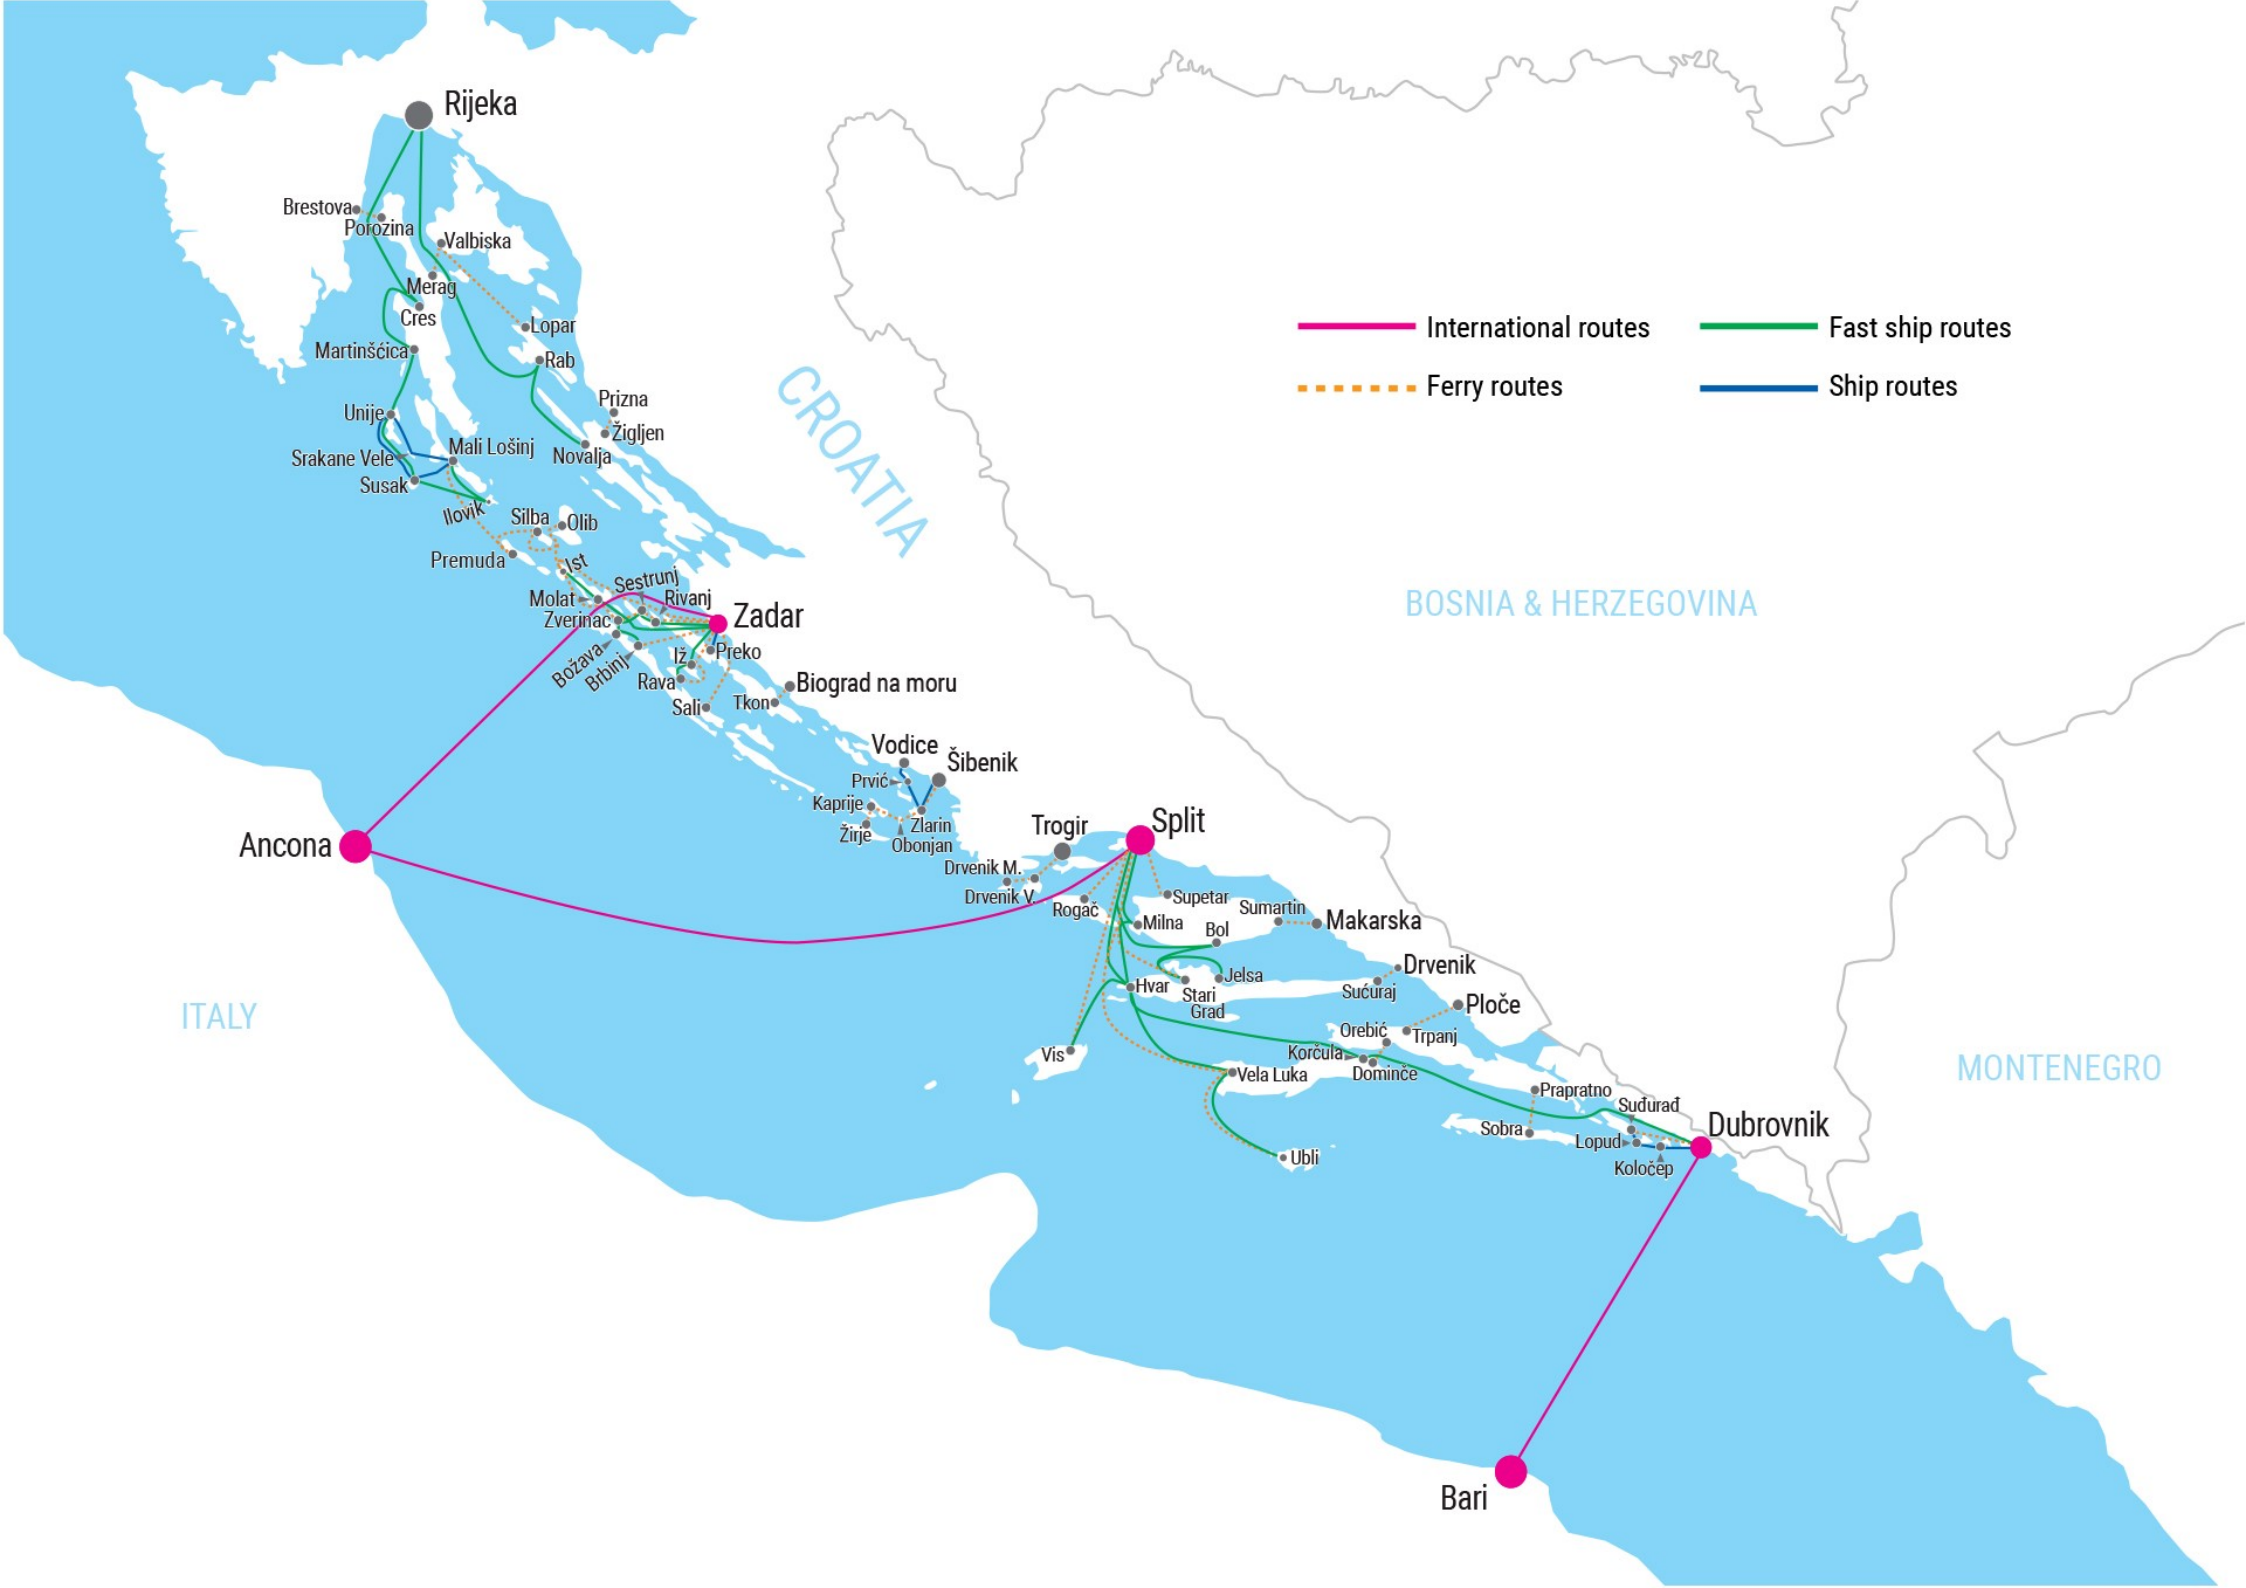 Rijeka
Brestova
Porozina
Valbiska
Merag
Cres
Lopar
Martinšćica
Rab
Prizna
Žigljen
Unije
Novalja
Mali Lošinj
Srakane Vele
Susak
Ilovik
Silba
Olib
Premuda
Ist
Sestrunj
Molat
Rivanj
Zverinac
Zadar
Božava
Brbinj
Iž
Preko
Rava
Sali
Tkon
Biograd na moru
Vodice
Šibenik
Prvić
Kaprije
Zlarin
Žirje
Obonjan
Ancona
Trogir
Split
Drvenik M.
Drvenik V.
Rogač
Supetar
Milna
Sumartin
Makarska
Bol
Jelsa
Hvar
Stari
Grad
Drvenik
Sućuraj
Ploče
Orebić
Trpanj
Korčula
Dominče
Vis
Vela Luka
Ubli
Prapratno
Sobra
Suđurađ
Lopud
Koločep
Dubrovnik
Bari
CROATIA
BOSNIA & HERZEGOVINA
ITALY
MONTENEGRO
International routes
Fast ship routes
Ferry routes
Ship routes